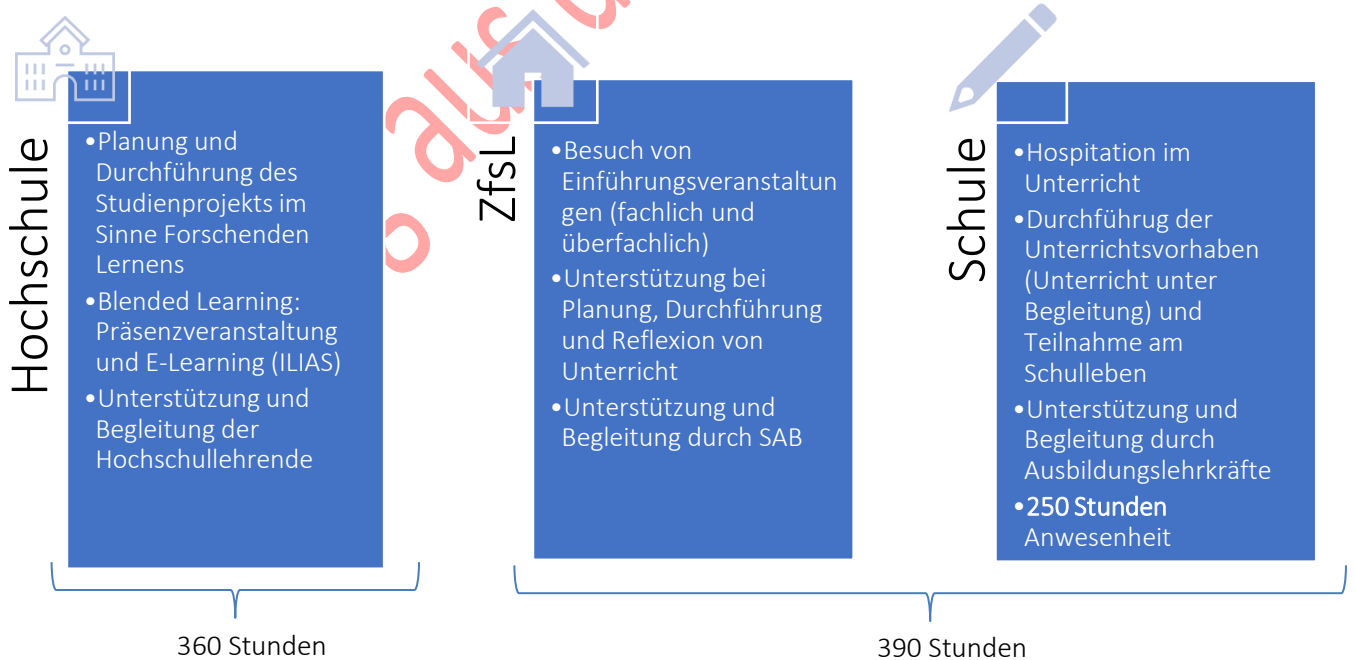 Hochschule
•Planung und
Durchführung des
Studienprojekts im
Sinne Forschenden
Lernens
•Blended Learning:
Präsenzveranstaltung
und E-Learning (ILIAS)
•Unterstützung und
Begleitung der
Hochschullehrende
360 Stunden
auf
ZfsL
•Besuch von
Einführungsveranstaltun
gen (fachlich und
überfachlich)
•Unterstützung bei
Planung, Durchführung
und Reflexion von
Unterricht
•Unterstützung und
Begleitung durch SAB
Schule
•Hospitation im
Unterricht
•Durchführug der
Unterrichtsvorhaben
(Unterricht unter
Begleitung) und
Teilnahme am
Schulleben
•Unterstützung und
Begleitung durch
Ausbildungslehrkräfte
•250 Stunden
Anwesenheit
390 Stunden